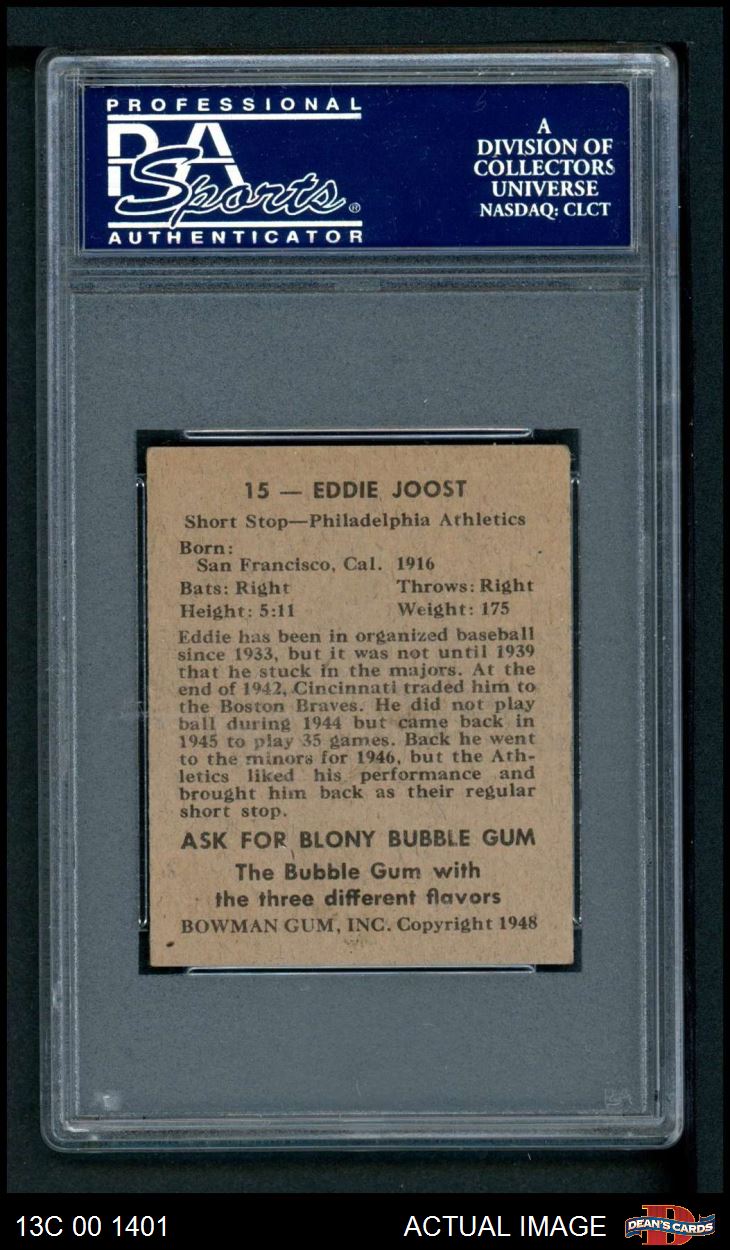 PROFESSIONAL
PSA
Sports®
AUTHENTICATOR
A
DIVISION OF
COLLECTORS
UNIVERSE
NASDAQ: CLCT
15 — EDDIE JOOST
Short Stop—Philadelphia Athletics
Born:
San Francisco, Cal. 1916
Bats: Right Throws: Right
Height: 5:11 Weight: 175
Eddie has been in organized baseball
since 1933, but it was not until 1939
that he stuck in the majors. At the
end of 1942, Cincinnati traded him to
the Boston Braves. He did not play
ball during 1944 but came back in
1945 to play 35 games. Back he went
to the minors for 1946, but the Ath-
letics liked his performance and
brought him back as their regular
short stop.
ASK FOR BLONY BUBBLE GUM
The Bubble Gum with
the three different flavors
BOWMAN GUM, INC. Copyright 1948
13C 00 1401
ACTUAL IMAGE
DEAN'S CARDS